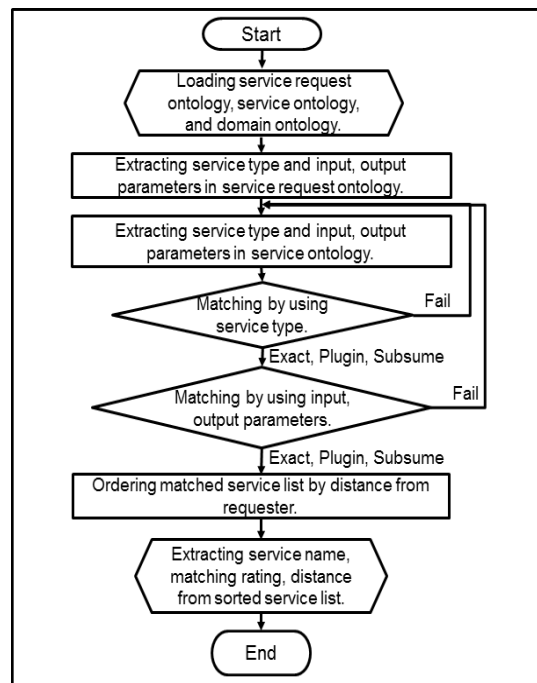 Start
Loading service request
ontology, service ontology,
and domain ontology.
Extracting service type and input, output
parameters in service request ontology.
Extracting service type and input, output
parameters in service ontology.
Matching by using
service type.
Fail
Exact, Plugin, Subsume
Matching by using input,
output parameters.
Fail
Exact, Plugin, Subsume
Ordering matched service list by distance from
requester.
Extracting service name,
matching rating, distance
from sorted service list.
End